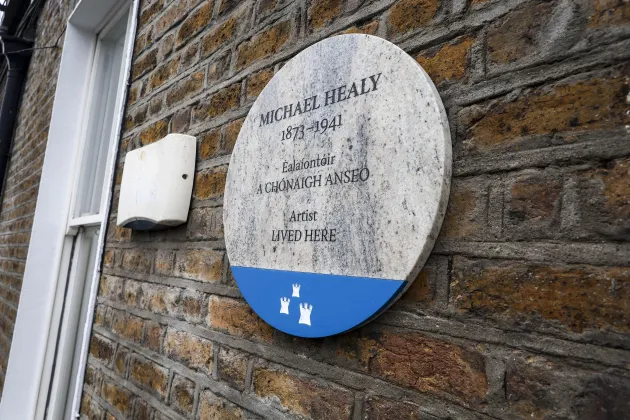 MICHAEL HEALY
1873–1941
Ealaíontóir
A CHÓNAIGH ANSEO
Artist
LIVED HERE